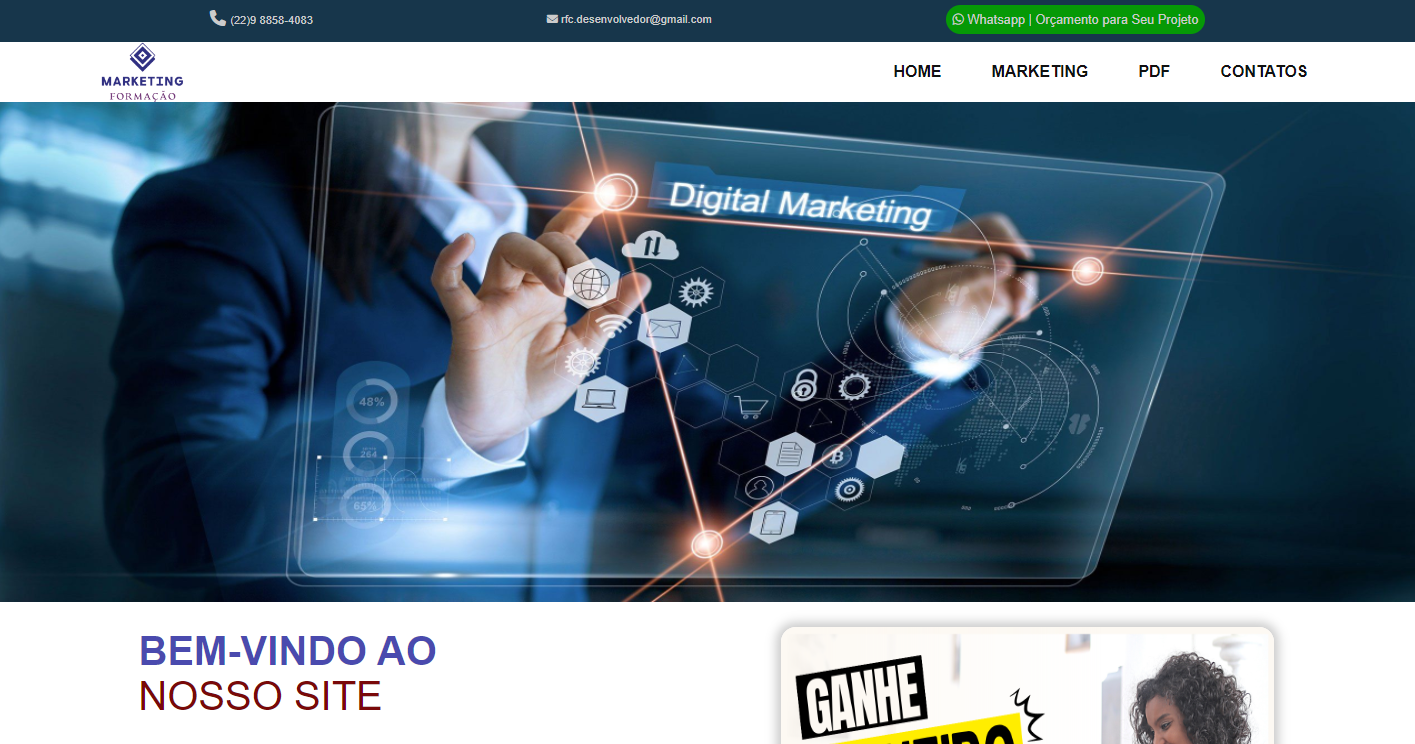 (22)9 8858-4083
rfc.desenvolvedor@gmail.com
Whatsapp | Orçamento para Seu Projeto
MARKETING
FORMAÇÃO
HOME
MARKETING
PDF
CONTATOS
Digital Marketing
48%
264
65%
BEM-VINDO AO
NOSSO SITE
GANHE